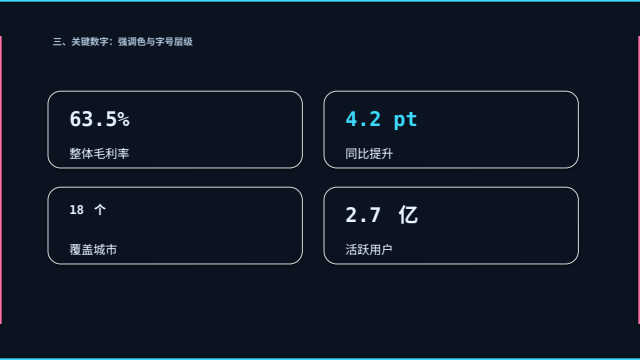 三、关键数字：强调色与字号层级
63.5%
整体毛利率
4.2 pt
同比提升
18 个
覆盖城市
2.7 亿
活跃用户